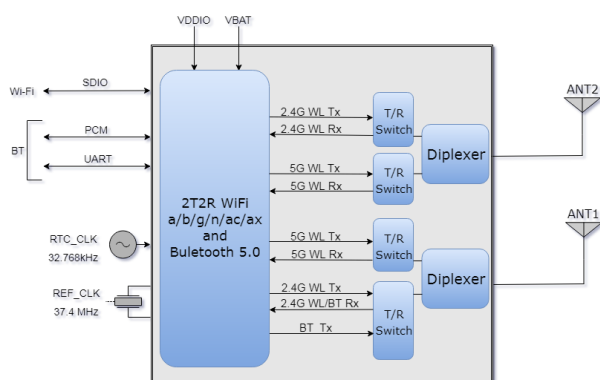 VDDIO
VBAT
Wi-Fi
SDIO
BT
PCM
UART
RTC_CLK
32.768kHz
REF_CLK
37.4 MHz
2T2R WiFi
a/b/g/n/ac/ax
and
Buletooth 5.0
2.4G WL Tx
2.4G WL Rx
5G WL Tx
5G WL Rx
5G WL Tx
5G WL Rx
2.4G WL Tx
2.4G WL/BT Rx
BT Tx
T/R
Switch
T/R
Switch
T/R
Switch
T/R
Switch
Diplexer
Diplexer
ANT2
ANT1